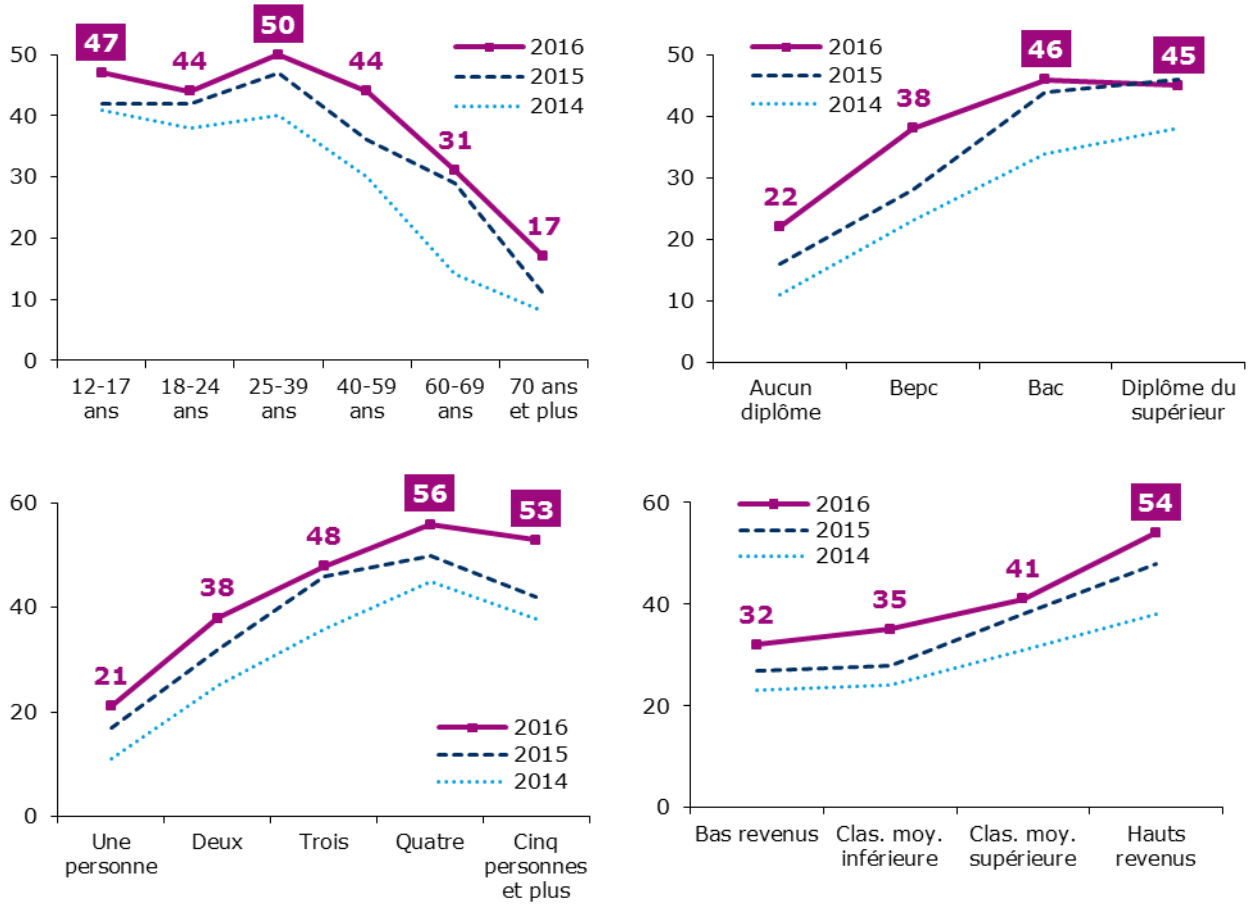 50
47
44
50
44
31
17
2016
2015
2014
40
30
20
10
0
12-17
ans
18-24
ans
25-39
ans
40-59
ans
60-69
ans
70 ans
et plus
50
22
38
46
45
2016
2015
2014
40
30
20
10
0
Aucun
diplôme
Bepc
Bac
Diplôme du
supérieur
60
21
38
48
56
53
40
20
0
2016
2015
2014
Une
personne
Deux
Trois
Quatre
Cinq
personnes
et plus
60
2016
2015
2014
32
35
41
54
40
20
0
Bas revenus
Clas. moy.
inférieure
Clas. moy.
supérieure
Hauts
revenus